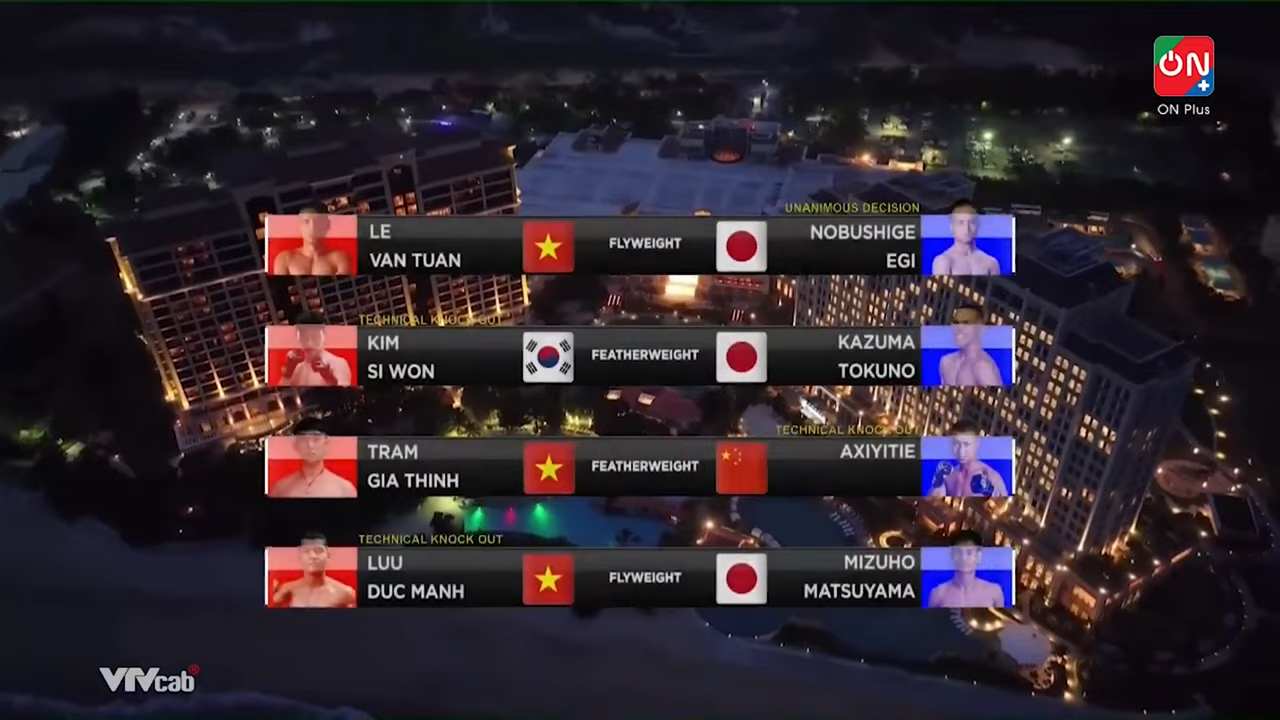 ON
+
ON Plus
UNANIMOUS DECISION
LE
VAN TUAN
FLYWEIGHT
NOBUSHIGE
EGI
TECHNICAL KNOCK OUT
KIM
SI WON
FEATHERWEIGHT
KAZUMA
TOKUNO
TECHNICAL KNOCK OUT
TRAM
GIA THINH
FEATHERWEIGHT
AXIYITIE
TECHNICAL KNOCK OUT
LUU
DUC MANH
FLYWEIGHT
MIZUHO
MATSUYAMA
VTVcab